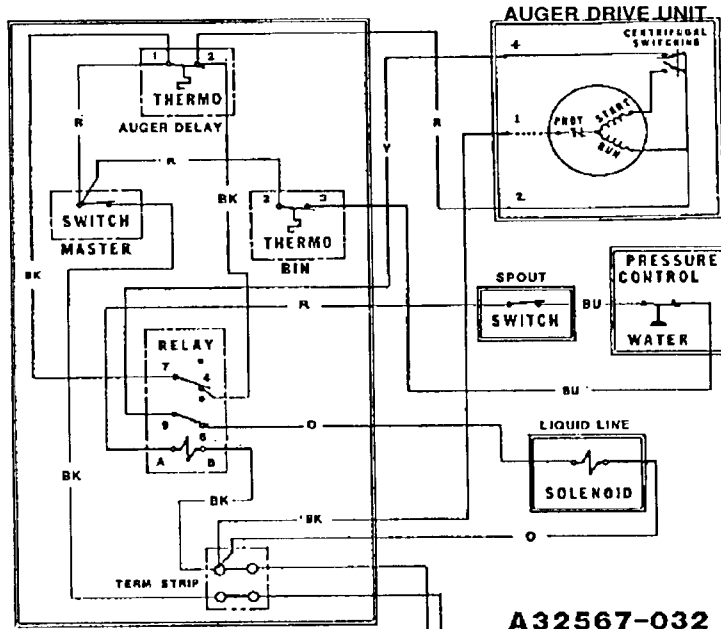 AUGER DRIVE UNIT
CENTRIFUGAL
SWITCHING
4
1
PROT
START
RUN
2
1 2
THERMO
AUGER DELAY
R
R
Y
R
BK
SWITCH
MASTER
2 3
THERMO
BIN
BK
R
SPOUT
SWITCH
BU
PRESSURE
CONTROL
WATER
RELAY
7
4
9
6
A B
BU
O
LIQUID LINE
SOLENOID
BK
BK
BK
O
TERM STRIP
A32567-032